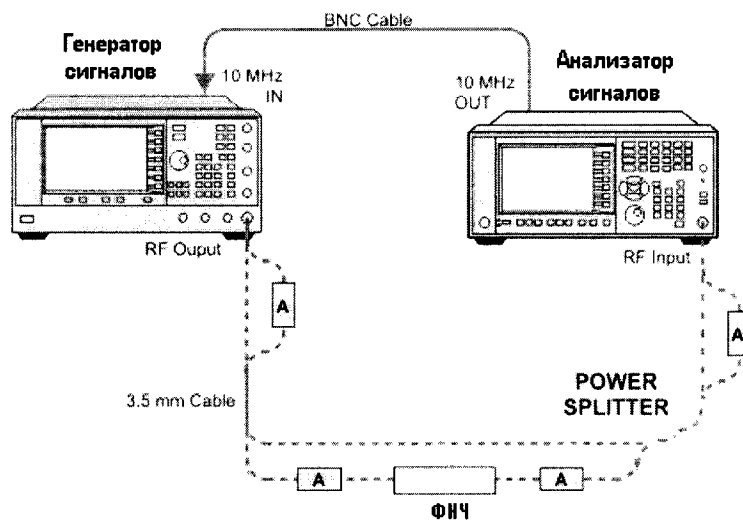 BNC Cable
Генератор
сигналов
10 MHz
IN
10 MHz
OUT
Анализатор
сигналов
RF Ouput
RF Input
A
A
3.5 mm Cable
POWER
SPLITTER
A
A
ФНЧ